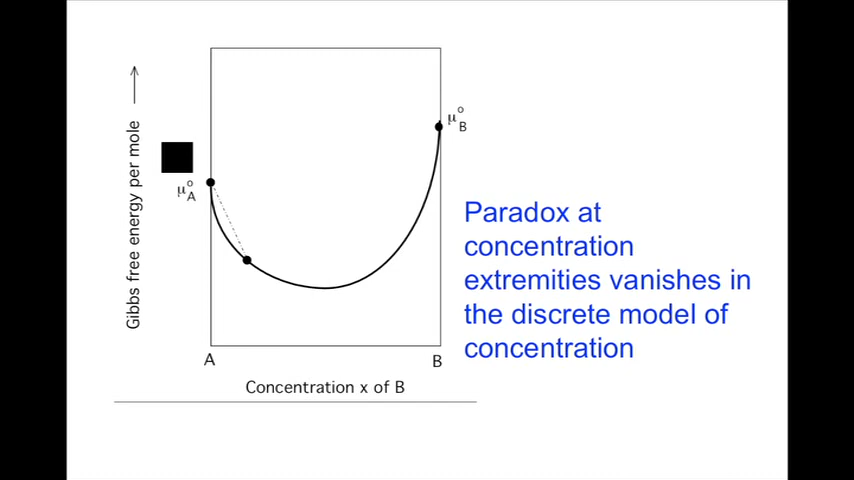 Gibbs free energy per mole
μ°A
μ°B
A
B
Concentration x of B
Paradox at
concentration
extremities vanishes in
the discrete model of
concentration